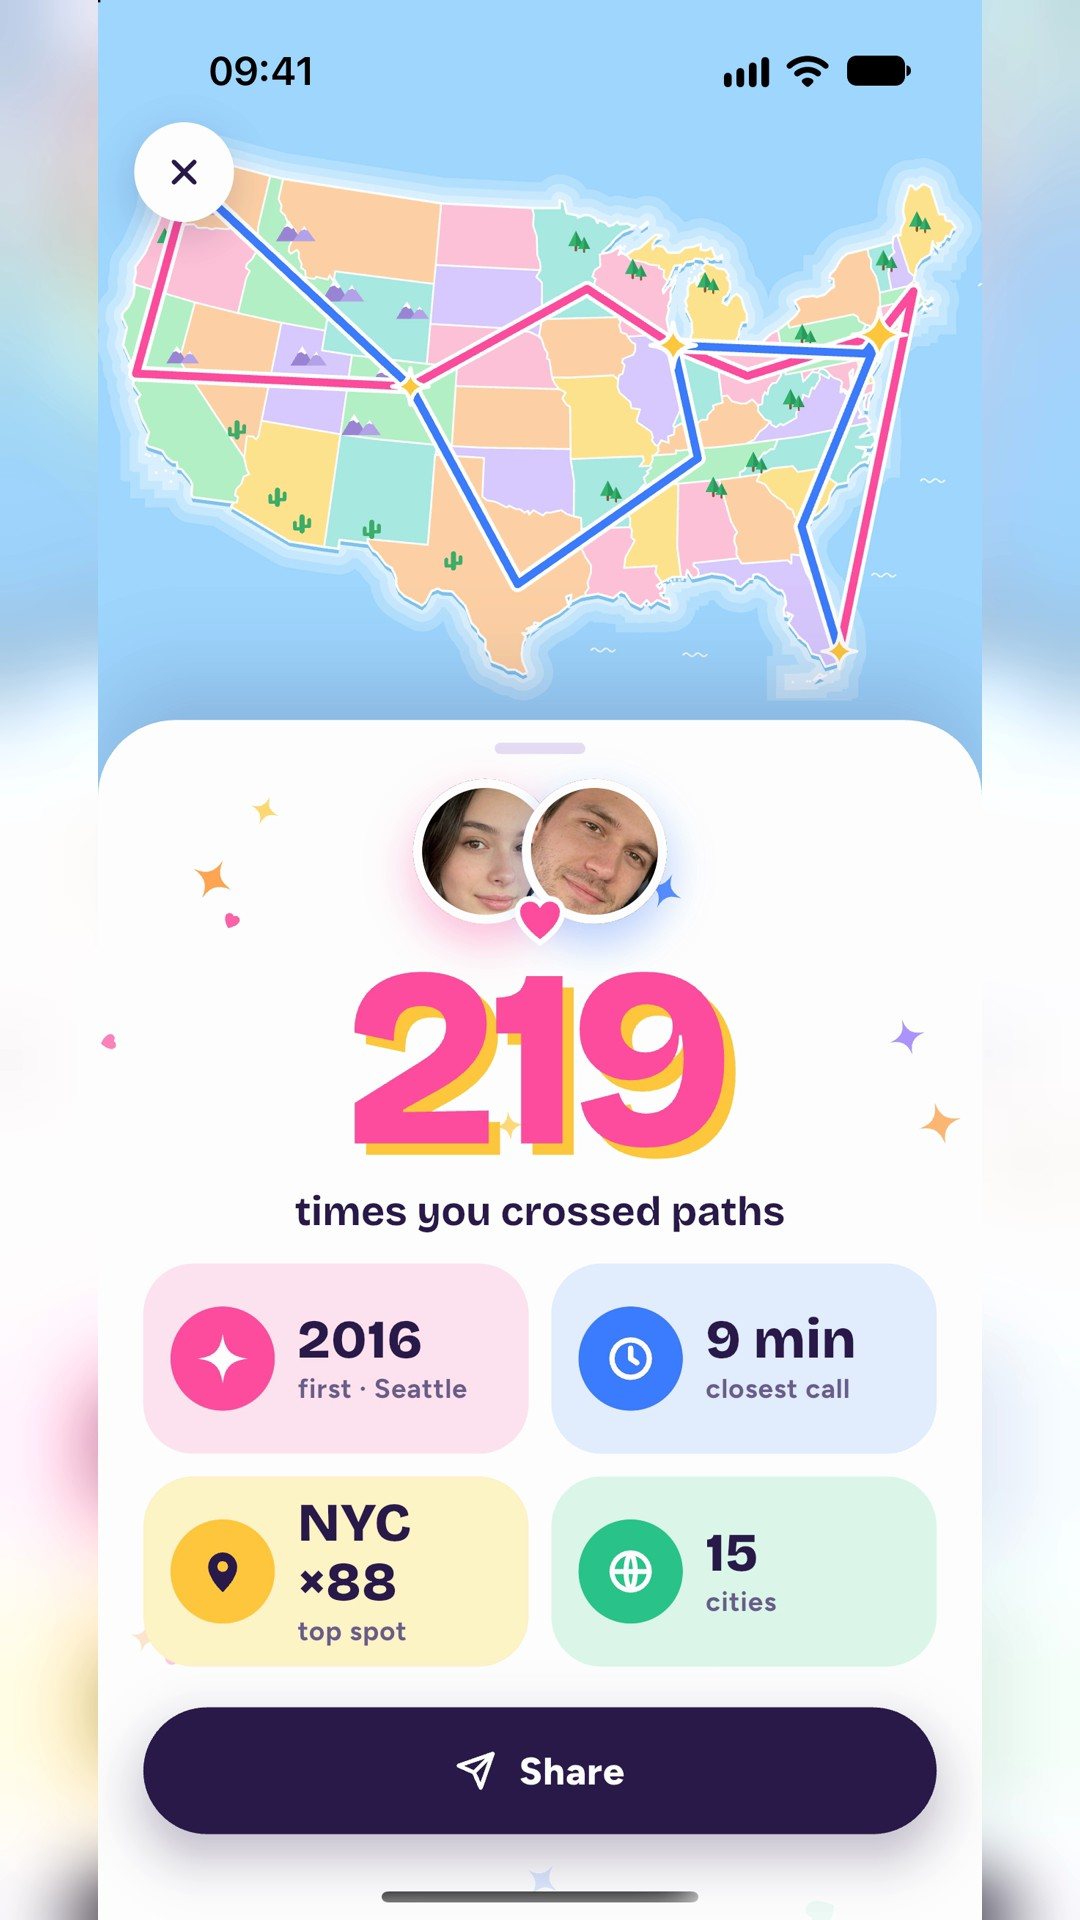 09:41
219
times you crossed paths
2016
first · Seattle
9 min
closest call
NYC
×88
top spot
15
cities
Share